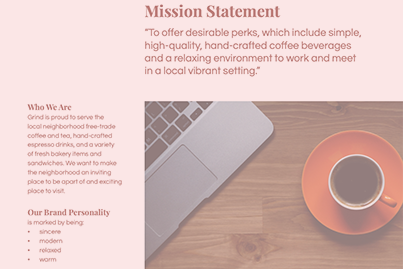 Mission Statement
"To offer desirable perks, which include simple,
high-quality, hand-crafted coffee beverages
and a relaxing environment to work and meet
in a local vibrant setting."
Who We Are
Grind is proud to serve the
local neighborhood free-trade
coffee and tea, hand-crafted
espresso drinks, and a variety
of fresh bakery items and
sandwiches. We want to make
the neighborhood an inviting
place to be apart of and exciting
place to visit.
Our Brand Personality
is marked by being:
• sincere
• modern
• relaxed
• warm